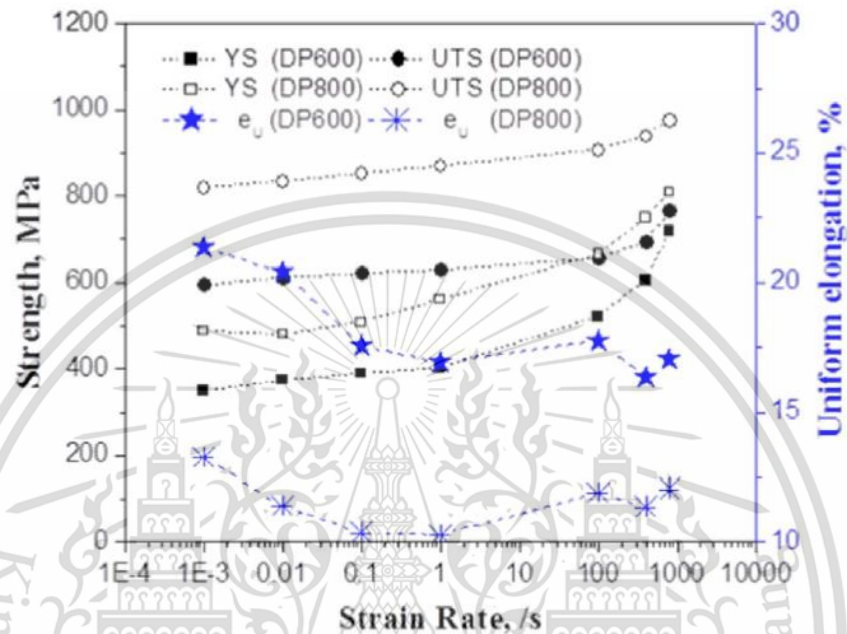 1200
1000
800
600
400
200
0
30
25
20
15
10
YS (DP600) UTS (DP600)
YS (DP800) UTS (DP800)
e_u (DP600) e_u (DP800)
Strength, MPa
Uniform elongation, %
1E-4 1E-3 0.01 0.1 1 10 100 1000 10000
Strain Rate, /s